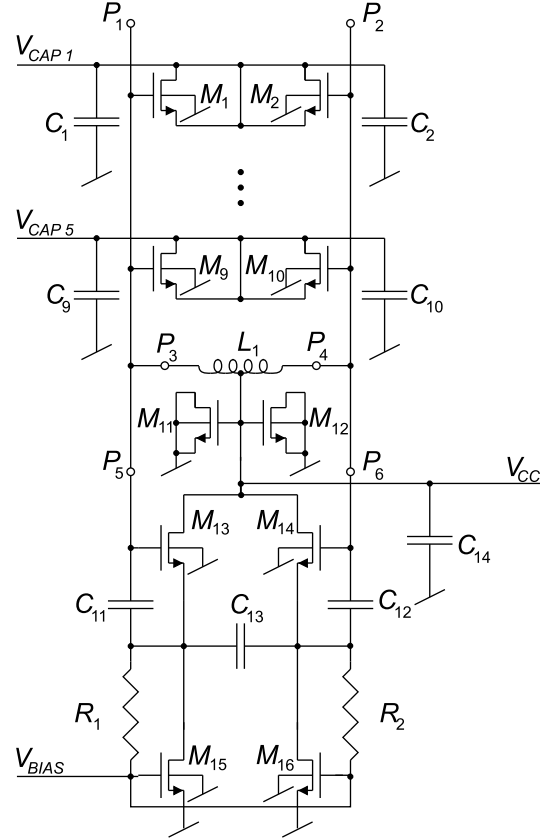 P1 P2
VCAP 1
M1 M2
C1 C2
VCAP 5
M9 M10
C9 C10
P3 L1 P4
M11 M12
P5 P6
VCC
M13 M14
C14
C11 C13 C12
R1 R2
M15 M16
VBIAS